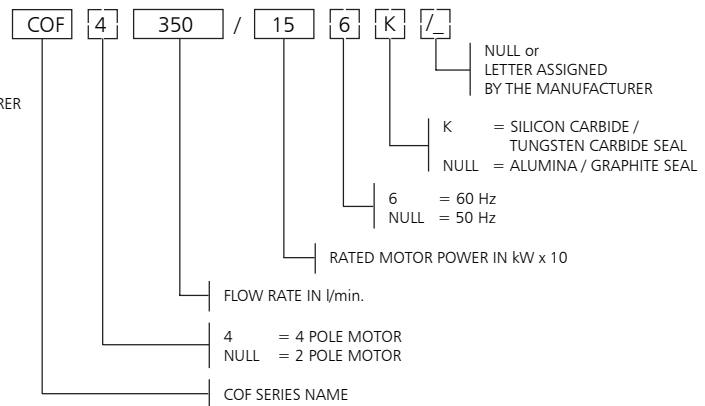 COF 4 350 / 15 6 K /_
NULL or
LETTER ASSIGNED
BY THE MANUFACTURER
RER
K = SILICON CARBIDE /
TUNGSTEN CARBIDE SEAL
NULL = ALUMINA / GRAPHITE SEAL
6 = 60 Hz
NULL = 50 Hz
RATED MOTOR POWER IN kW x 10
FLOW RATE IN l/min.
4 = 4 POLE MOTOR
NULL = 2 POLE MOTOR
COF SERIES NAME